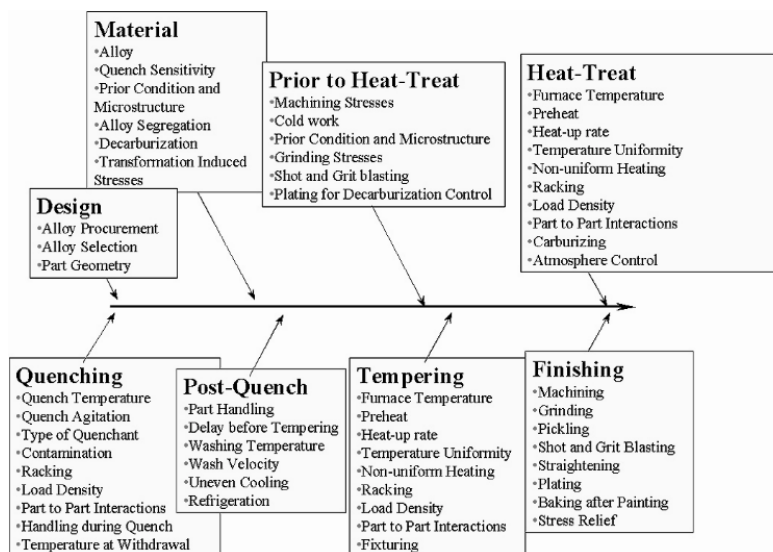 Material
•Alloy
•Quench Sensitivity
•Prior Condition and
Microstructure
•Alloy Segregation
•Decarburization
•Transformation Induced
Stresses
Prior to Heat-Treat
•Machining Stresses
•Cold work
•Prior Condition and Microstructure
•Grinding Stresses
•Shot and Grit blasting
•Plating for Decarburization Control
Heat-Treat
•Furnace Temperature
•Preheat
•Heat-up rate
•Temperature Uniformity
•Non-uniform Heating
•Racking
•Load Density
•Part to Part Interactions
•Carburizing
•Atmosphere Control
Design
•Alloy Procurement
•Alloy Selection
•Part Geometry
Quenching
•Quench Temperature
•Quench Agitation
•Type of Quenchant
•Contamination
•Racking
•Load Density
•Part to Part Interactions
•Handling during Quench
•Temperature at Withdrawal
Post-Quench
•Part Handling
•Delay before Tempering
•Washing Temperature
•Wash Velocity
•Uneven Cooling
•Refrigeration
Tempering
•Furnace Temperature
•Preheat
•Heat-up rate
•Temperature Uniformity
•Non-uniform Heating
•Racking
•Load Density
•Part to Part Interactions
•Fixturing
Finishing
•Machining
•Grinding
•Pickling
•Shot and Grit Blasting
•Straightening
•Plating
•Baking after Painting
•Stress Relief